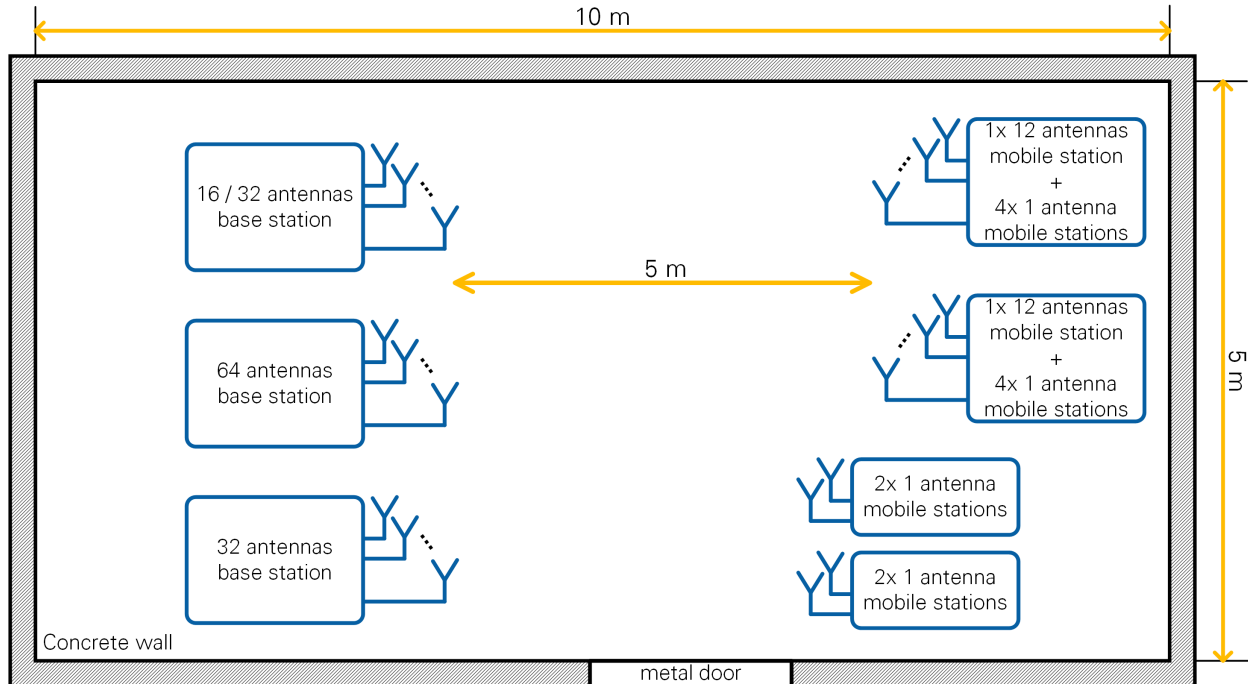 10 m
16 / 32 antennas
base station
1x 12 antennas
mobile station
+
4x 1 antenna
mobile stations
5 m
64 antennas
base station
1x 12 antennas
mobile station
+
4x 1 antenna
mobile stations
5 m
32 antennas
base station
2x 1 antenna
mobile stations
2x 1 antenna
mobile stations
Concrete wall
metal door